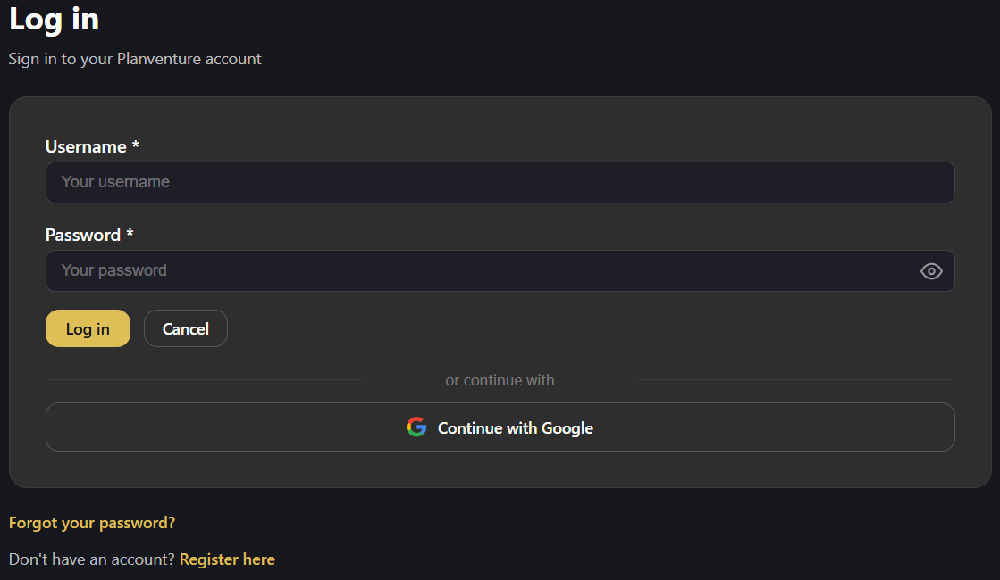 Log in
Sign in to your Planventure account
Username *
Your username
Password *
Your password
Log in
Cancel
or continue with
Continue with Google
Forgot your password?
Don't have an account? Register here